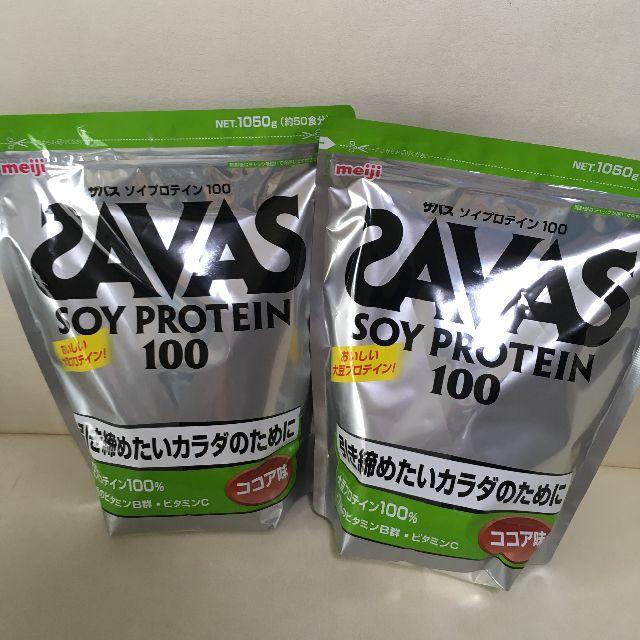 NET.1050g (約50食分)
meiji
ザバス ソイプロテイン100
SAVAS
SOY PROTEIN
100
おいしい
大豆プロテイン!
引き締めたいカラダのために
プロテイン100%
ビタミンB群・ビタミンC
ココア味
NET.1050g
meiji
ザバス ソイプロテイン100
SAVAS
SOY PROTEIN
100
おいしい
大豆プロテイン!
引き締めたいカラダのために
プロテイン100%
のビタミンB群・ビタミンC
ココア味